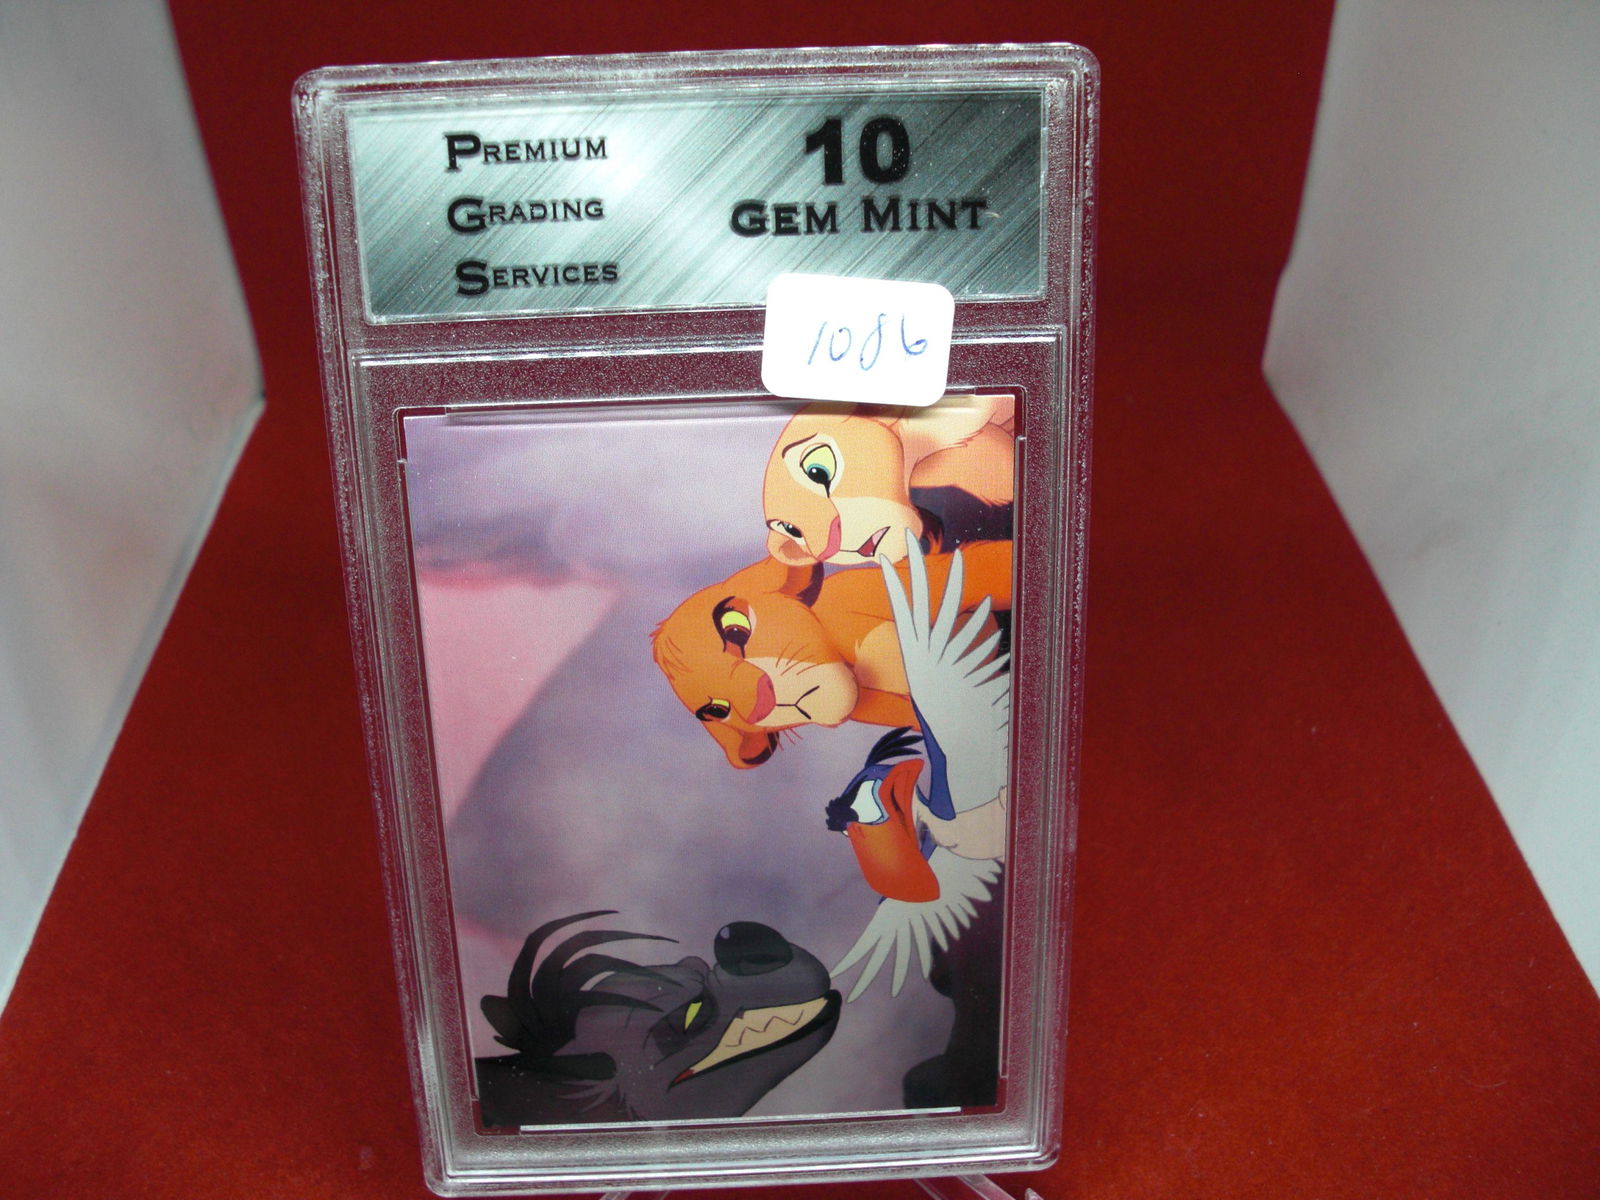 Premium
Grading
Services
10
Gem Mint
1086